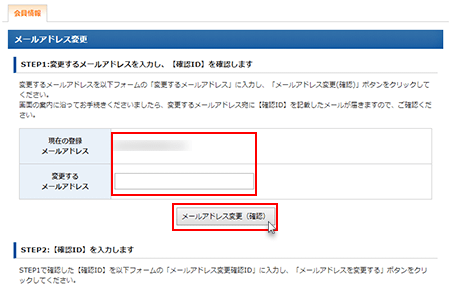 会員情報
メールアドレス変更
STEP1:変更するメールアドレスを入力し、【確認ID】を確認します
変更するメールアドレスを以下フォームの「変更するメールアドレス」に入力し、「メールアドレス変更(確認)」ボタンをクリックして
ください。
画面の案内に沿ってお手続きくださいましたら、変更するメールアドレス宛に【確認ID】を記載したメールが届きますので、ご確認くだ
さい。
現在の登録
メールアドレス
変更する
メールアドレス
メールアドレス変更（確認）
STEP2:【確認ID】を入力します
STEP1で確認した【確認ID】を以下フォームの「メールアドレス変更確認ID」に入力し、「メールアドレスを変更する」ボタンをクリ
ックしてください。